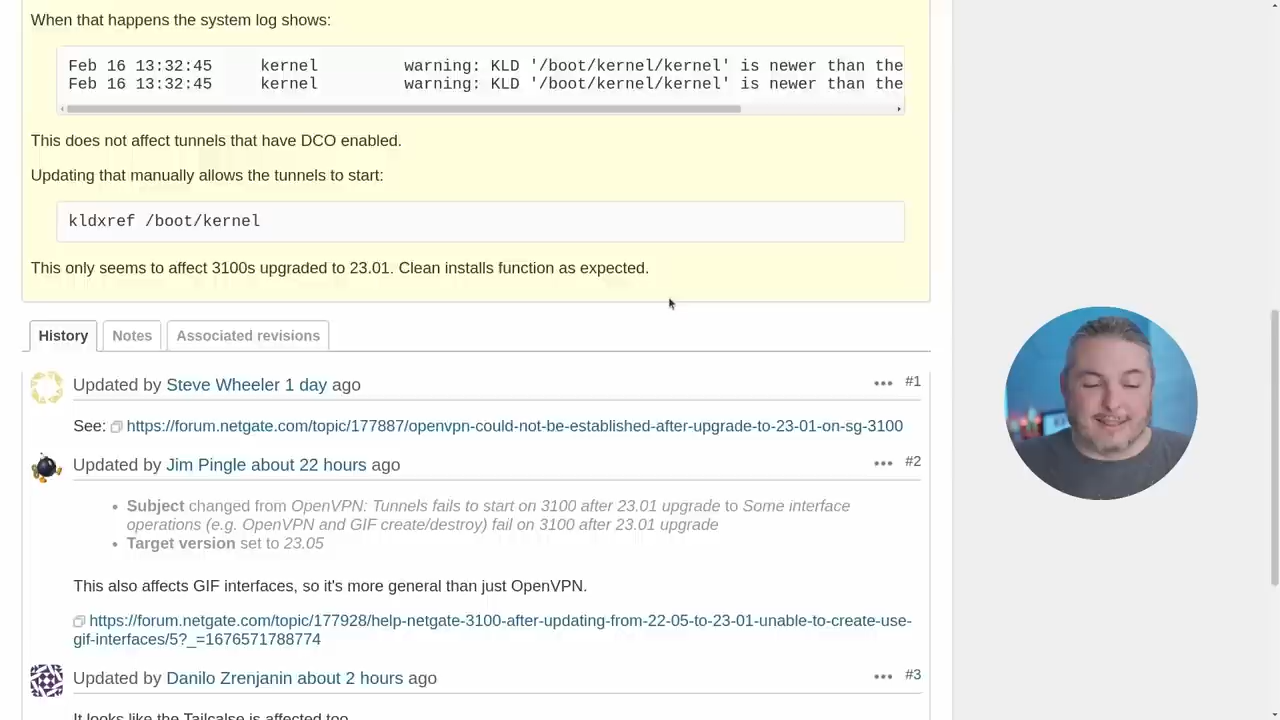 When that happens the system log shows:
Feb 16 13:32:45 kernel warning: KLD '/boot/kernel/kernel' is newer than the
Feb 16 13:32:45 kernel warning: KLD '/boot/kernel/kernel' is newer than the
This does not affect tunnels that have DCO enabled.
Updating that manually allows the tunnels to start:
kldxref /boot/kernel
This only seems to affect 3100s upgraded to 23.01. Clean installs function as expected.
History Notes Associated revisions
Updated by Steve Wheeler 1 day ago ••• #1
See: https://forum.netgate.com/topic/177887/openvpn-could-not-be-established-after-upgrade-to-23-01-on-sg-3100
Updated by Jim Pingle about 22 hours ago ••• #2
• Subject changed from OpenVPN: Tunnels fails to start on 3100 after 23.01 upgrade to Some interface
operations (e.g. OpenVPN and GIF create/destroy) fail on 3100 after 23.01 upgrade
• Target version set to 23.05
This also affects GIF interfaces, so it's more general than just OpenVPN.
https://forum.netgate.com/topic/177928/help-netgate-3100-after-updating-from-22-05-to-23-01-unable-to-create-use-
gif-interfaces/5?_=1676571788774
Updated by Danilo Zrenjanin about 2 hours ago ••• #3
It looks like the Tailcalse is affected too